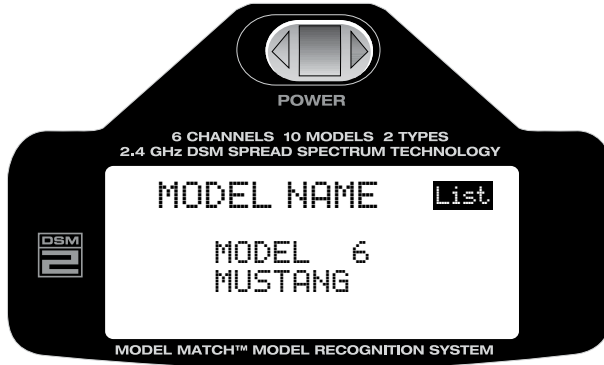 POWER
6 CHANNELS 10 MODELS 2 TYPES
2.4 GHz DSM SPREAD SPECTRUM TECHNOLOGY
MODEL NAME List
DSM
2
MODEL 6
MUSTANG
MODEL MATCH™ MODEL RECOGNITION SYSTEM